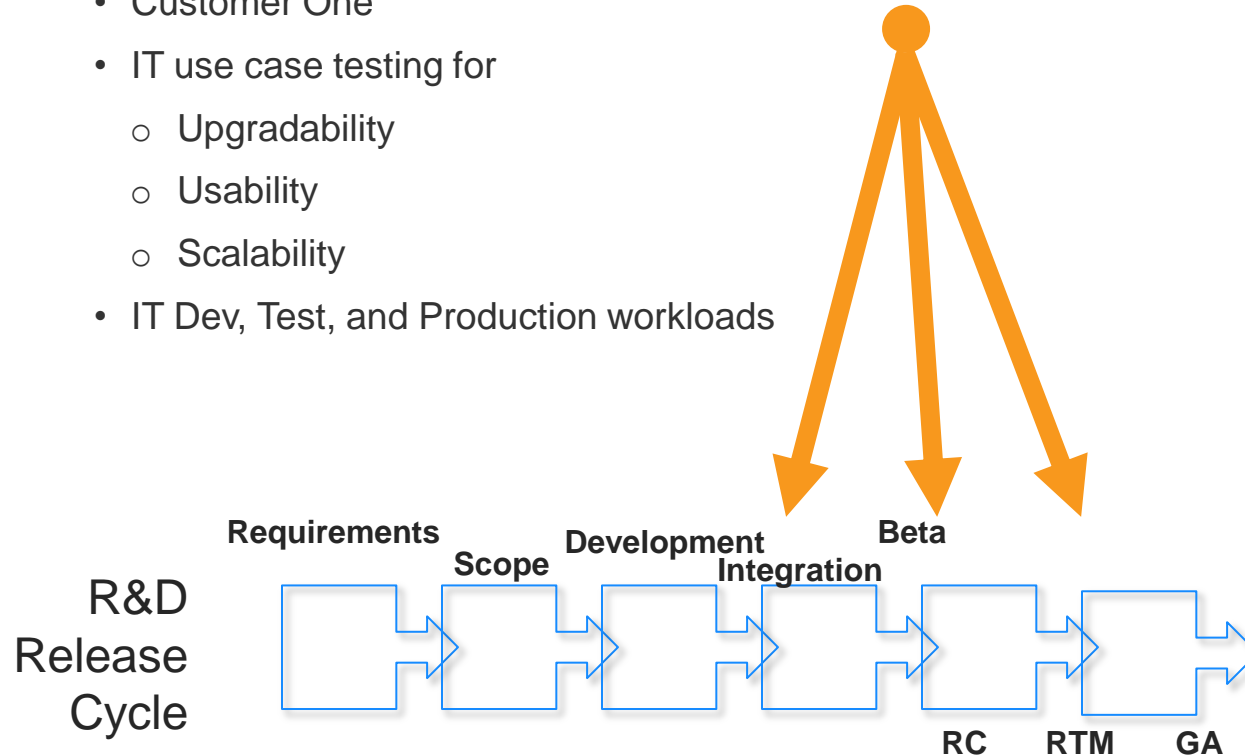 • Customer One
• IT use case testing for
o Upgradability
o Usability
o Scalability
• IT Dev, Test, and Production workloads
Requirements
Scope
Development
Integration
Beta
R&D
Release
Cycle
RC
RTM
GA